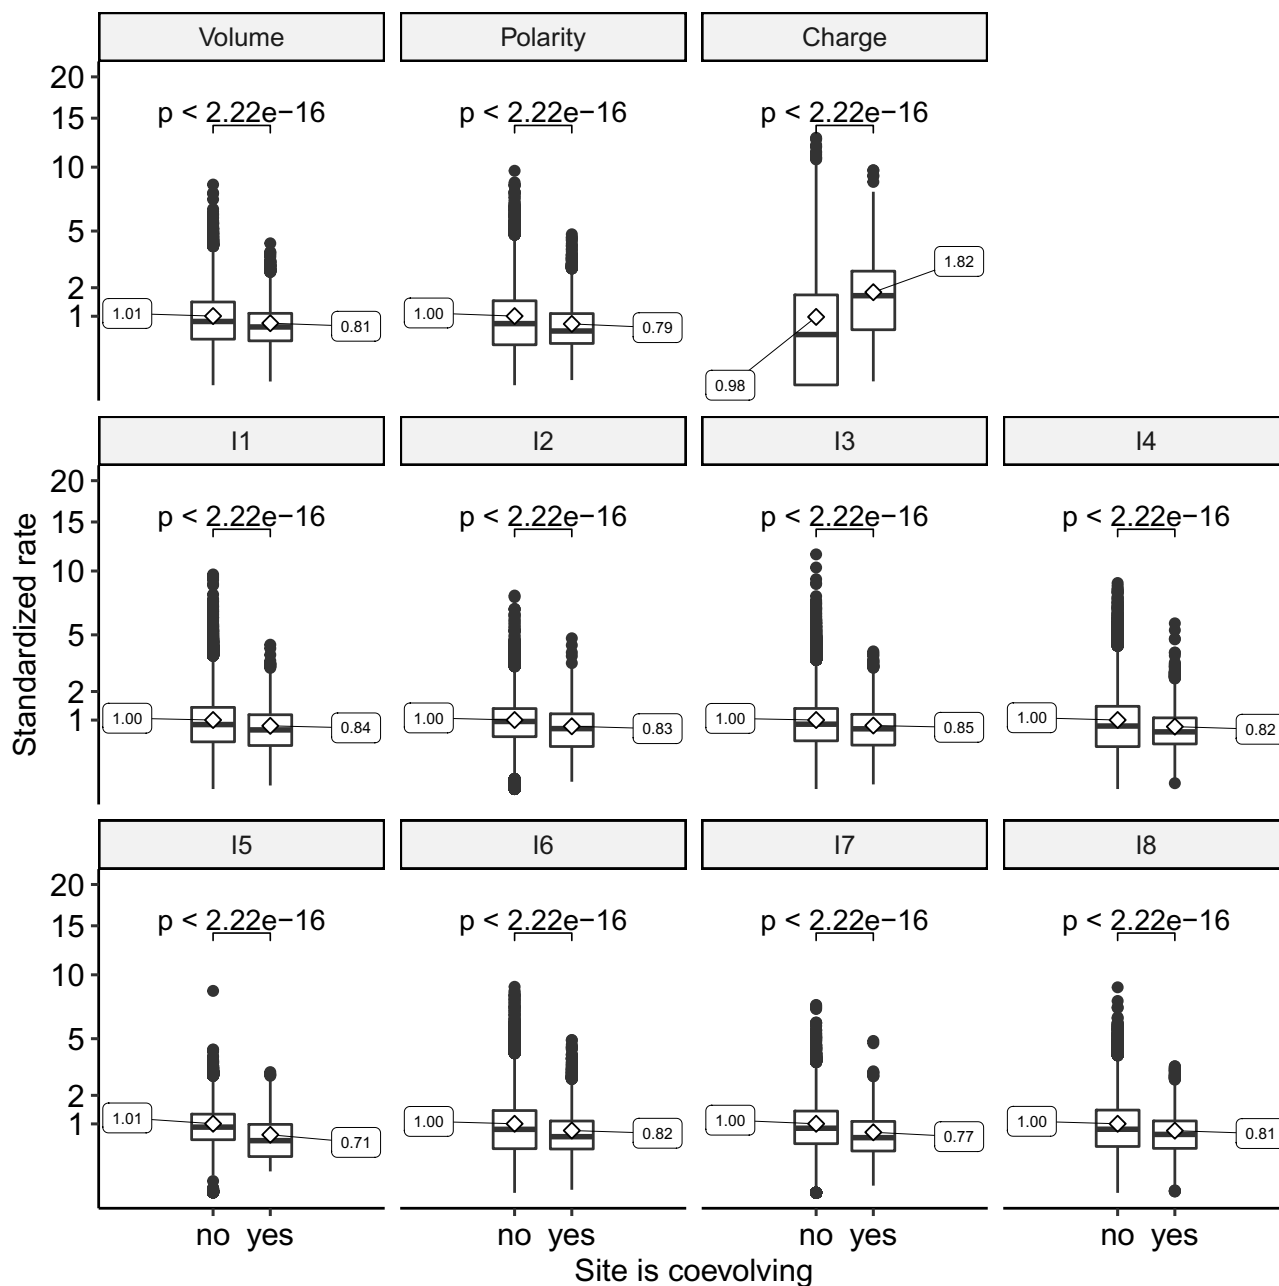 Volume Polarity Charge
20
15
10
5
2
1
p < 2.22e−16 p < 2.22e−16 p < 2.22e−16
1.01 0.81 1.00 0.79 0.98 1.82
I1 I2 I3 I4
20
15
10
5
2
1
p < 2.22e−16 p < 2.22e−16 p < 2.22e−16 p < 2.22e−16
1.00 0.84 1.00 0.83 1.00 0.85 1.00 0.82
Standardized rate
I5 I6 I7 I8
20
15
10
5
2
1
p < 2.22e−16 p < 2.22e−16 p < 2.22e−16 p < 2.22e−16
1.01 0.71 1.00 0.82 1.00 0.77 1.00 0.81
no yes no yes no yes no yes
Site is coevolving